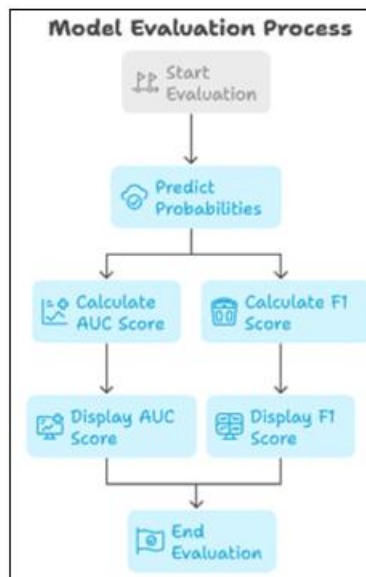 Model Evaluation Process
Start
Evaluation
Predict
Probabilities
Calculate
AUC Score
Calculate F1
Score
Display AUC
Score
Display F1
Score
End
Evaluation